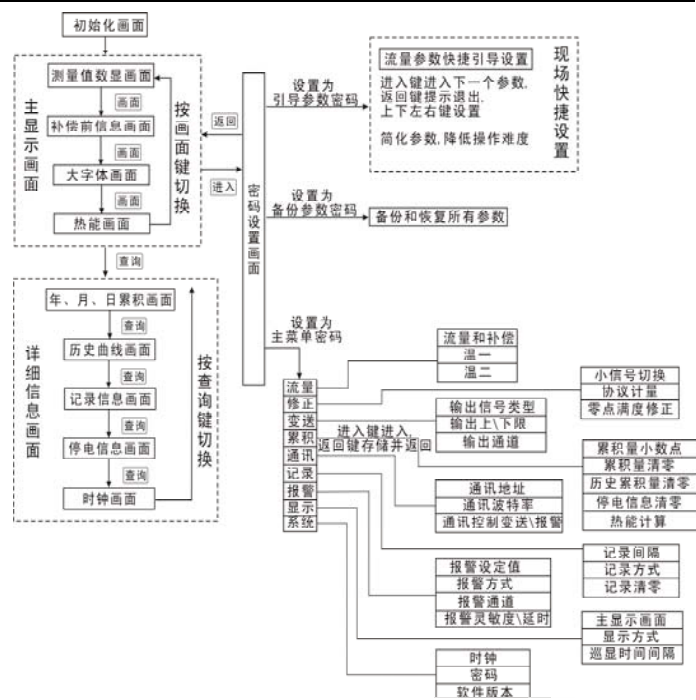 初始化画面
测量值数显画面
画面
补偿前信息画面
画面
大字体画面
画面
热能画面
主显示画面
按画面键切换
查询
年、月、日累积画面
查询
历史曲线画面
查询
记录信息画面
查询
停电信息画面
查询
时钟画面
详细信息画面
按查询键切换
返回
进入
密码设置画面
设置为
引导参数密码
流量参数快捷引导设置
进入键进入下一个参数,
返回键提示退出,
上下左右键设置
简化参数,降低操作难度
现场快捷设置
设置为
备份参数密码
备份和恢复所有参数
设置为
主菜单密码
流量
修正
变送
累积
通讯
记录
报警
显示
系统
进入键进入,
返回键存储并返回
流量和补偿
温一
温二
小信号切换
协议计量
零点满度修正
输出信号类型
输出上\下限
输出通道
累积量小数点
累积量清零
历史累积量清零
停电信息清零
热能计算
通讯地址
通讯波特率
通讯控制变送\报警
记录间隔
记录方式
记录清零
报警设定值
报警方式
报警通道
报警灵敏度\延时
主显示画面
显示方式
巡显时间间隔
时钟
密码
软件版本